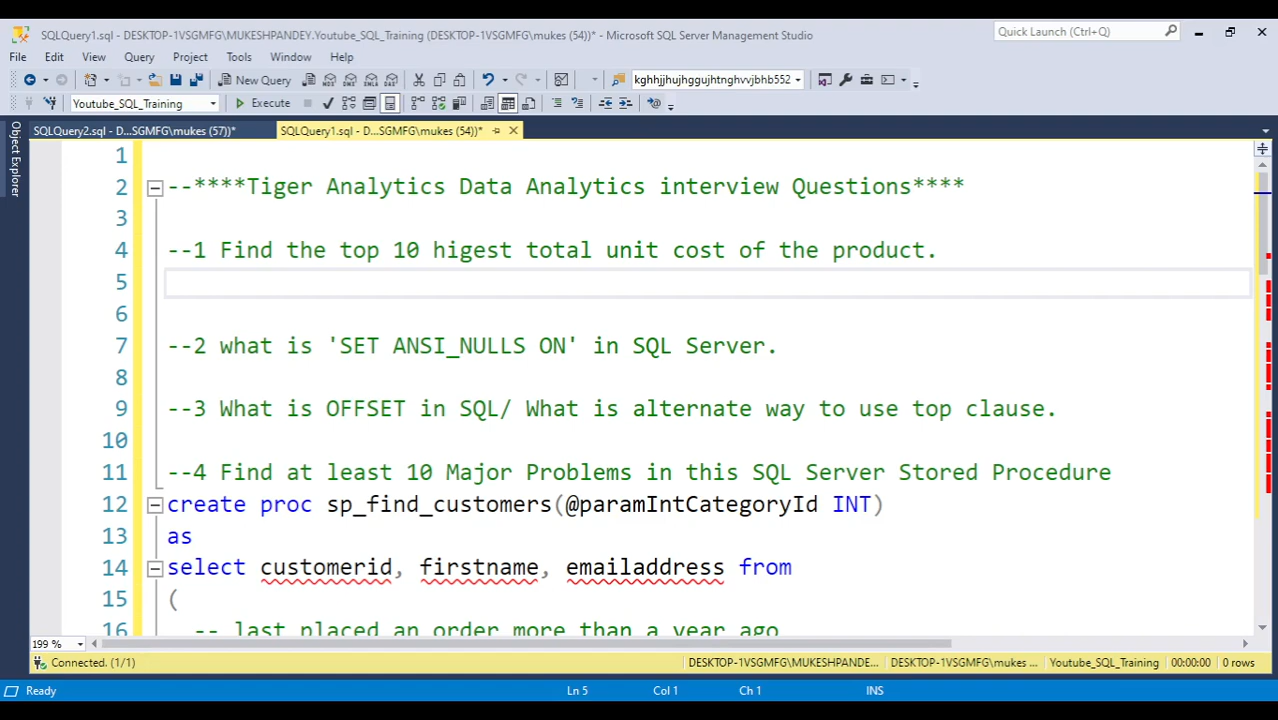 SQLQuery1.sql - DESKTOP-1VSGMFG\MUKESHPANDEY.Youtube_SQL_Training (DESKTOP-1VSGMFG\mukes (54))* - Microsoft SQL Server Management Studio
Quick Launch (Ctrl+Q)
File Edit View Query Project Tools Window Help
New Query
kghhjjhujhggujhtnghvvjbhb552
Youtube_SQL_Training
Execute
SQLQuery2.sql - D...SGMFG\mukes (57))*
SQLQuery1.sql - D...SGMFG\mukes (54))*
Object Explorer
1
2 --****Tiger Analytics Data Analytics interview Questions****
3
4 --1 Find the top 10 higest total unit cost of the product.
5
6
7 --2 what is 'SET ANSI_NULLS ON' in SQL Server.
8
9 --3 What is OFFSET in SQL/ What is alternate way to use top clause.
10
11 --4 Find at least 10 Major Problems in this SQL Server Stored Procedure
12 create proc sp_find_customers(@paramIntCategoryId INT)
13 as
14 select customerid, firstname, emailaddress from
15 (
16 -- last placed an order more than a year ago
199 %
Connected. (1/1)
DESKTOP-1VSGMFG\MUKESHPANDE...
DESKTOP-1VSGMFG\mukes ...
Youtube_SQL_Training
00:00:00
0 rows
Ready
Ln 5
Col 1
Ch 1
INS